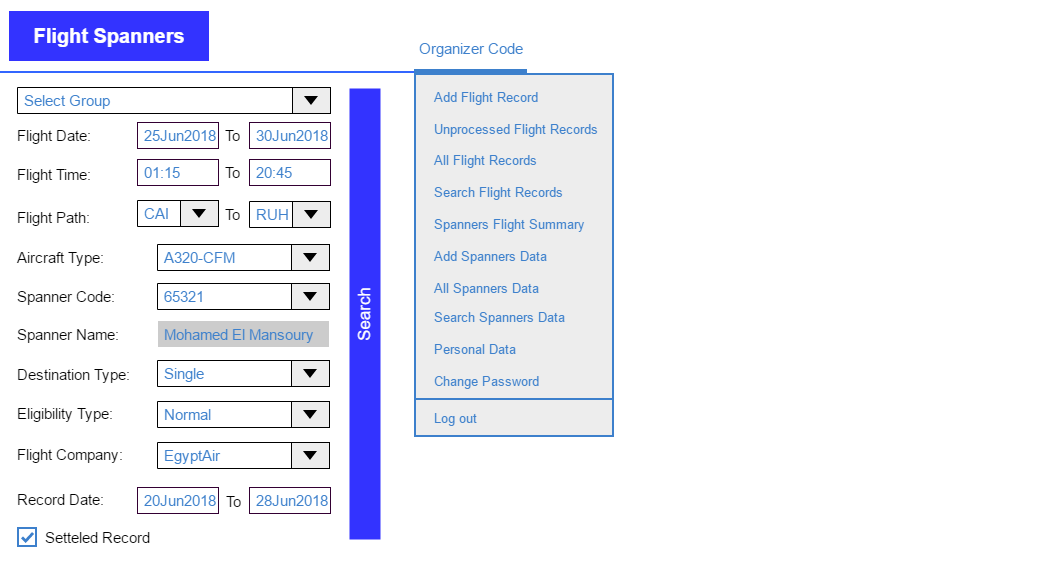 Flight Spanners
Organizer Code
Select Group
Flight Date: 25Jun2018 To 30Jun2018
Flight Time: 01:15 To 20:45
Flight Path: CAI To RUH
Aircraft Type: A320-CFM
Spanner Code: 65321
Spanner Name: Mohamed El Mansoury
Destination Type: Single
Eligibility Type: Normal
Flight Company: EgyptAir
Record Date: 20Jun2018 To 28Jun2018
Setteled Record
Search
Add Flight Record
Unprocessed Flight Records
All Flight Records
Search Flight Records
Spanners Flight Summary
Add Spanners Data
All Spanners Data
Search Spanners Data
Personal Data
Change Password
Log out